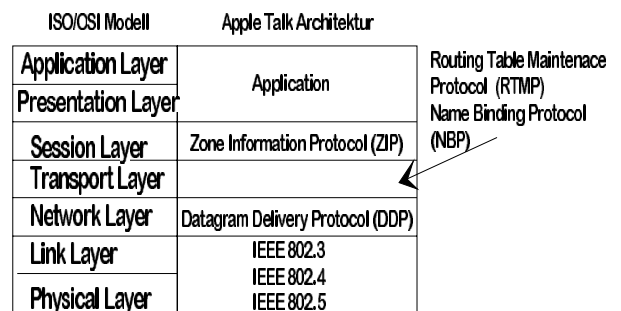 ISO/OSI Modell
Apple Talk Architektur
Application Layer
Presentation Layer
Application
Session Layer
Zone Information Protocol (ZIP)
Transport Layer
Network Layer
Datagram Delivery Protocol (DDP)
Link Layer
Physical Layer
IEEE 802.3
IEEE 802.4
IEEE 802.5
Routing Table Maintenace
Protocol (RTMP)
Name Binding Protocol
(NBP)